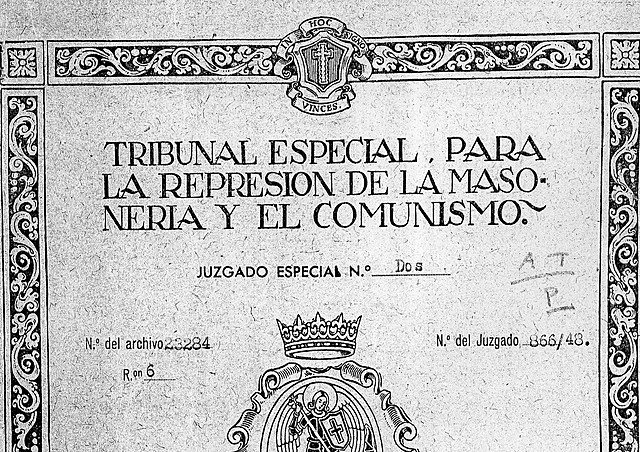 IN HOC SIGNO
VINCES
TRIBUNAL ESPECIAL, PARA
LA REPRESION DE LA MASO-
NERIA Y EL COMUNISMO.~
JUZGADO ESPECIAL N.º Dos
A T
P
N.º del archivo 23284
N.º del Juzgado 866/48.
R.on 6